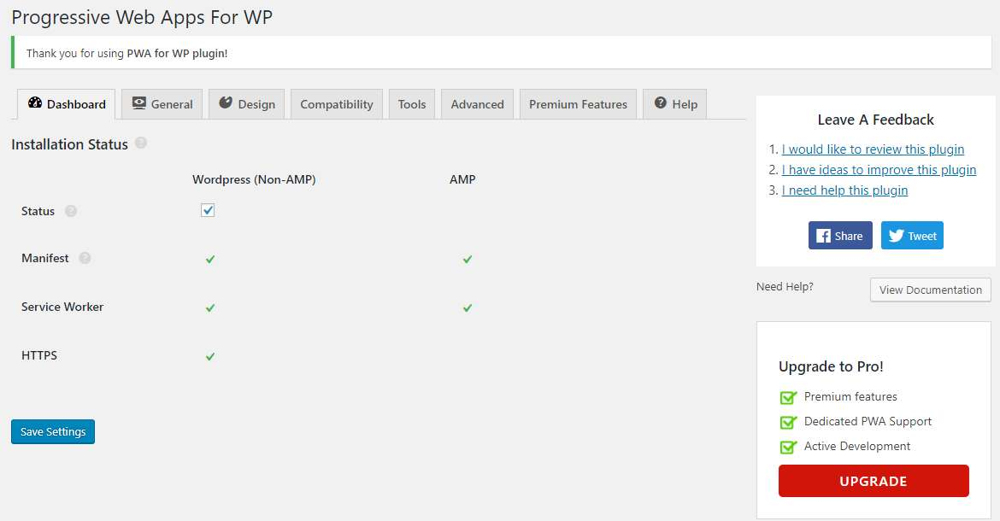 Progressive Web Apps For WP
Thank you for using PWA for WP plugin!
Dashboard General Design Compatibility Tools Advanced Premium Features Help
Installation Status
Wordpress (Non-AMP) AMP
Status
Manifest
Service Worker
HTTPS
Save Settings
Leave A Feedback
1. I would like to review this plugin
2. I have ideas to improve this plugin
3. I need help this plugin
Share Tweet
Need Help? View Documentation
Upgrade to Pro!
Premium features
Dedicated PWA Support
Active Development
UPGRADE